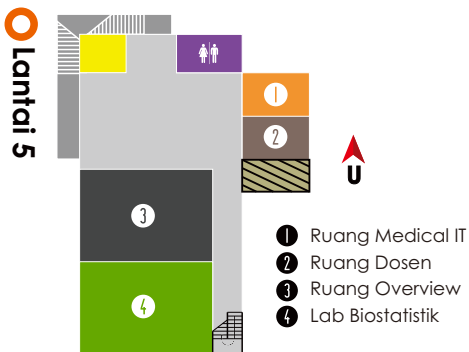 Lantai 5
1
2
3
4
U
1 Ruang Medical IT
2 Ruang Dosen
3 Ruang Overview
4 Lab Biostatistik